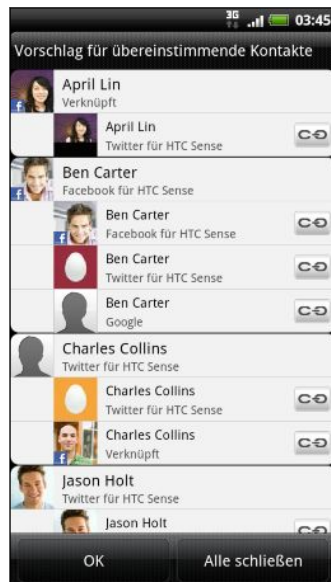 3G
03:45
Vorschlag für übereinstimmende Kontakte
April Lin
Verknüpft
April Lin
Twitter für HTC Sense
Ben Carter
Facebook für HTC Sense
Ben Carter
Facebook für HTC Sense
Ben Carter
Twitter für HTC Sense
Ben Carter
Google
Charles Collins
Twitter für HTC Sense
Charles Collins
Twitter für HTC Sense
Charles Collins
Verknüpft
Jason Holt
Twitter für HTC Sense
Jason Holt
OK
Alle schließen